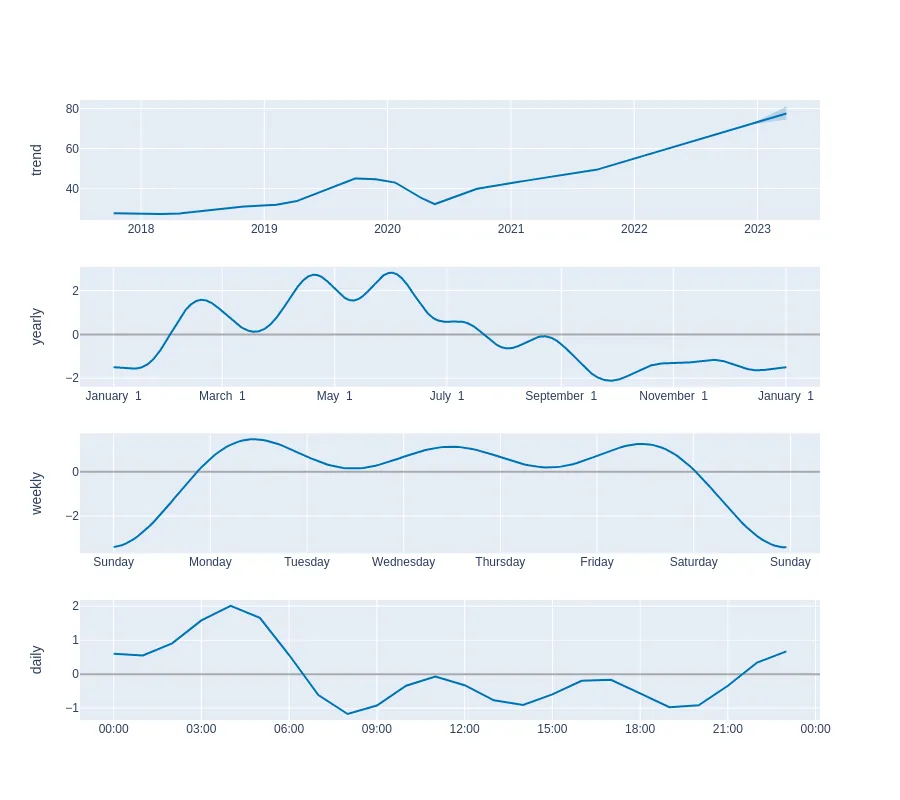 trend
80
60
40
2018 2019 2020 2021 2022 2023
yearly
2
0
−2
January 1 March 1 May 1 July 1 September 1 November 1 January 1
weekly
0
−2
Sunday Monday Tuesday Wednesday Thursday Friday Saturday Sunday
daily
2
1
0
−1
00:00 03:00 06:00 09:00 12:00 15:00 18:00 21:00 00:00